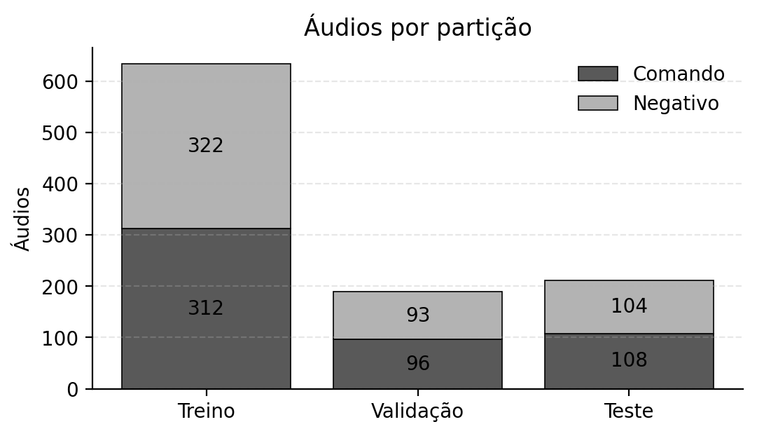 Áudios por partição
Comando
Negativo
Áudios
600
500
400
300
200
100
0
322
312
93
96
104
108
Treino
Validação
Teste